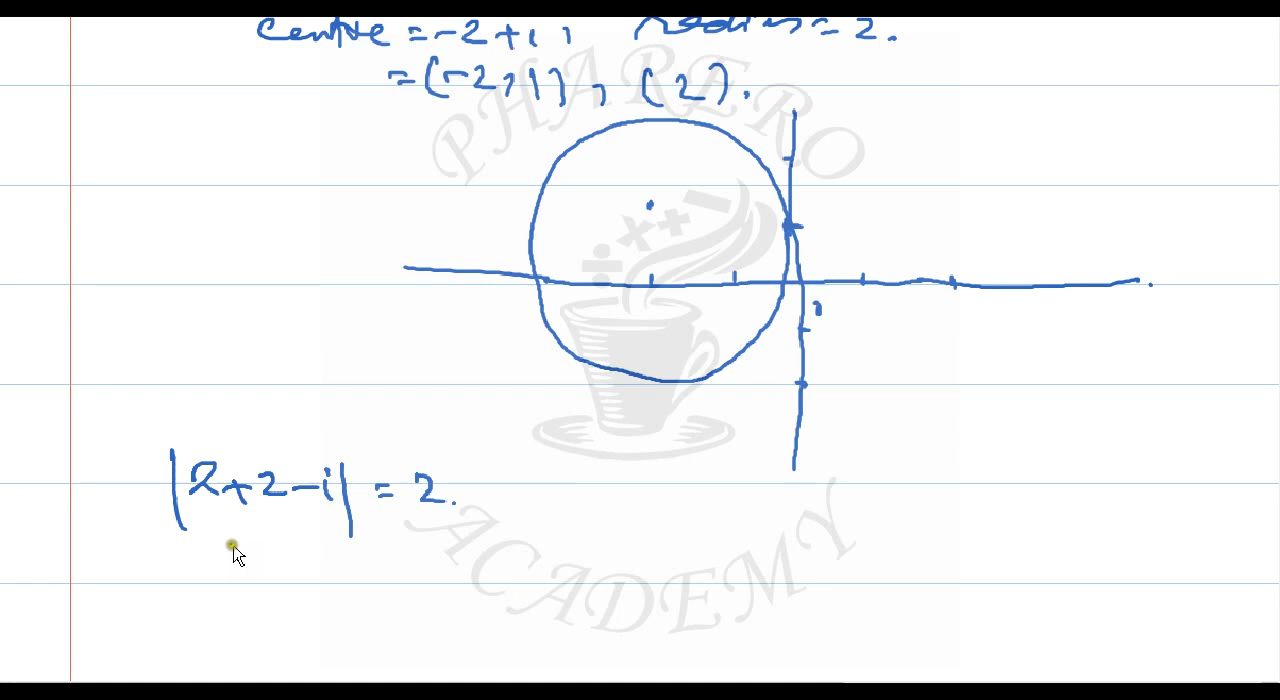 centre = -2 + i, radius = 2.
= (-2, 1), (2).
|z+2-i| = 2.
PHARERO
ACADEMY